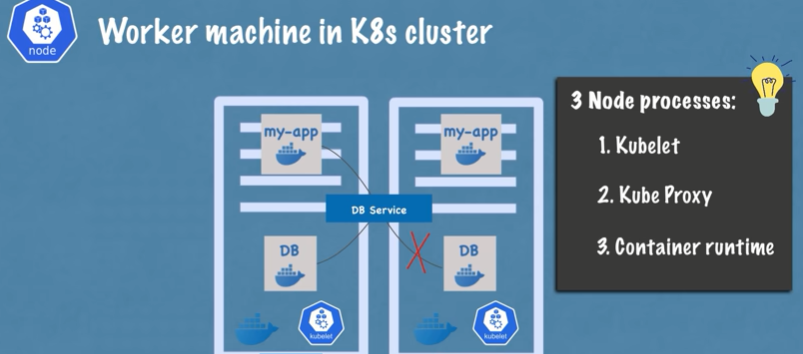 node
Worker machine in K8s cluster
my-app
my-app
DB Service
DB
DB
kubelet
kubelet
3 Node processes:
1. Kubelet
2. Kube Proxy
3. Container runtime